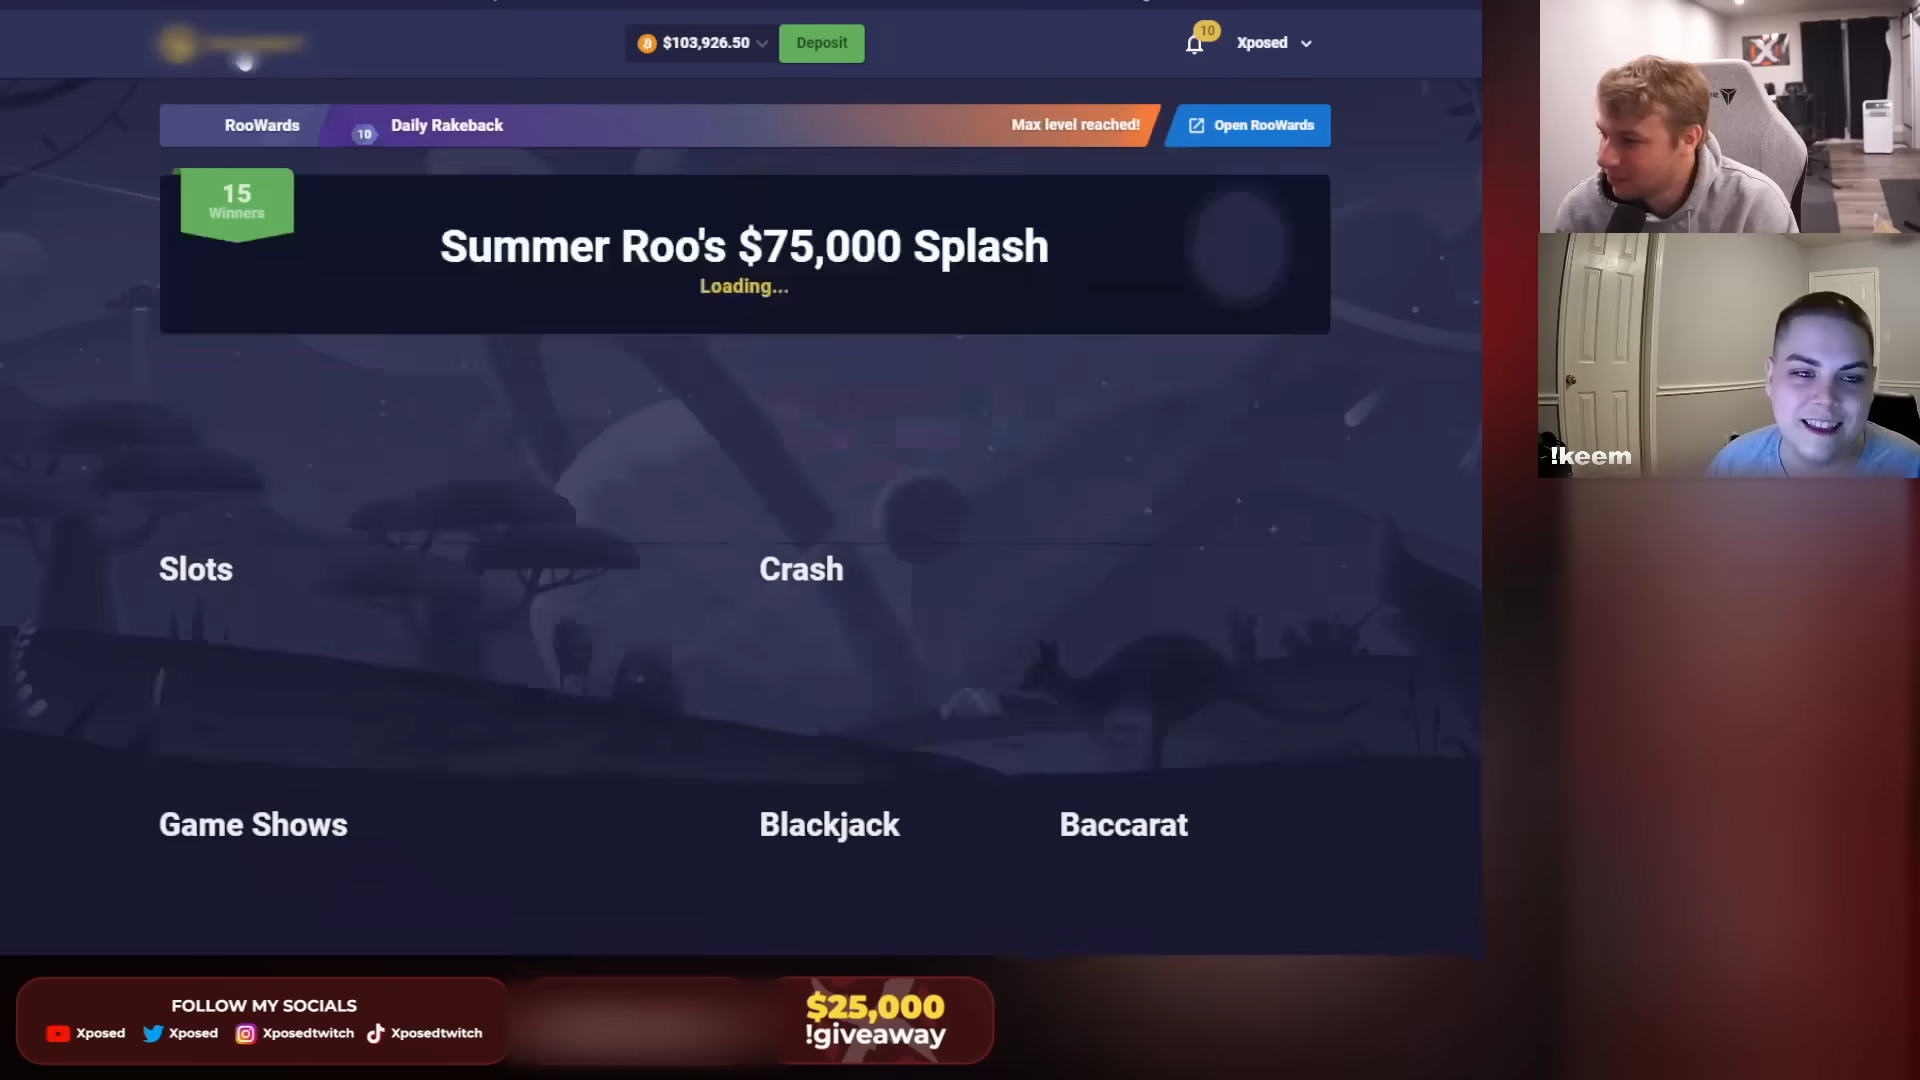 $103,926.50
Deposit
10
Xposed
RooWards
10
Daily Rakeback
Max level reached!
Open RooWards
15
Winners
Summer Roo's $75,000 Splash
Loading...
!keem
Slots
Crash
Game Shows
Blackjack
Baccarat
FOLLOW MY SOCIALS
Xposed
Xposed
Xposedtwitch
Xposedtwitch
$25,000
!giveaway